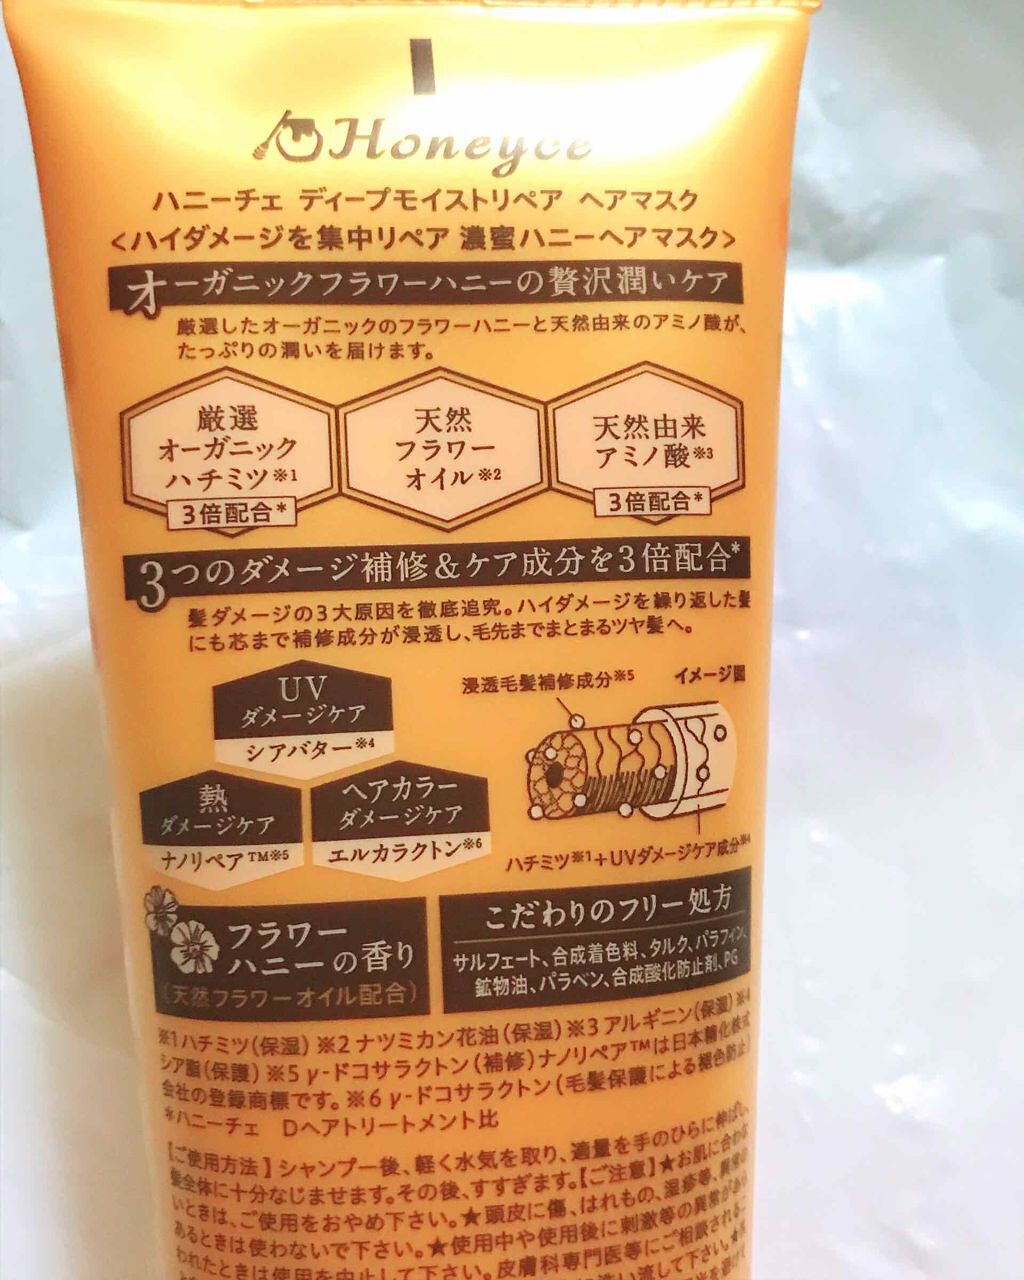 Honeyce
ハニーチェ ディープモイストリペア ヘアマスク
<ハイダメージを集中リペア 濃蜜ハニーヘアマスク>
オーガニックフラワーハニーの贅沢潤いケア
厳選したオーガニックのフラワーハニーと天然由来のアミノ酸が、
たっぷりの潤いを届けます。
厳選
オーガニック
ハチミツ※1
3倍配合*
天然
フラワー
オイル※2
天然由来
アミノ酸※3
3倍配合*
3つのダメージ補修&ケア成分を3倍配合*
髪ダメージの3大原因を徹底追究。ハイダメージを繰り返した髪
にも芯まで補修成分が浸透し、毛先までまとまるツヤ髪へ。
UV
ダメージケア
シアバター※4
熱
ダメージケア
ナノリペア™※5
ヘアカラー
ダメージケア
エルカラクトン※6
浸透毛髪補修成分※5
イメージ図
ハチミツ※1+UVダメージケア成分※4
フラワー
ハニーの香り
(天然フラワーオイル配合)
こだわりのフリー処方
サルフェート、合成着色料、タルク、パラフィン、
鉱物油、パラベン、合成酸化防止剤、PG
※1ハチミツ(保湿) ※2ナツミカン花油(保湿)※3アルギニン(保湿)※4
シア脂(保護) ※5 γ-ドコサラクトン(補修)ナノリペア™は日本精化株式
会社の登録商標です。※6 γ-ドコサラクトン(毛髪保護による褪色防止)
*ハニーチェ Dヘアトリートメント比
【ご使用方法】シャンプー後、軽く水気を取り、適量を手のひらに伸ばし、
髪全体に十分なじませます。その後、すすぎます。【ご注意】★お肌に合わな
いときは、ご使用をおやめ下さい。★頭皮に傷、はれもの、湿疹等、異常の
あるときは使わないで下さい。★使用中や使用後に刺激等の異常があら
われたときは使用を中止して下さい。皮膚科専門医等にご相談される
洗い流して下さい。